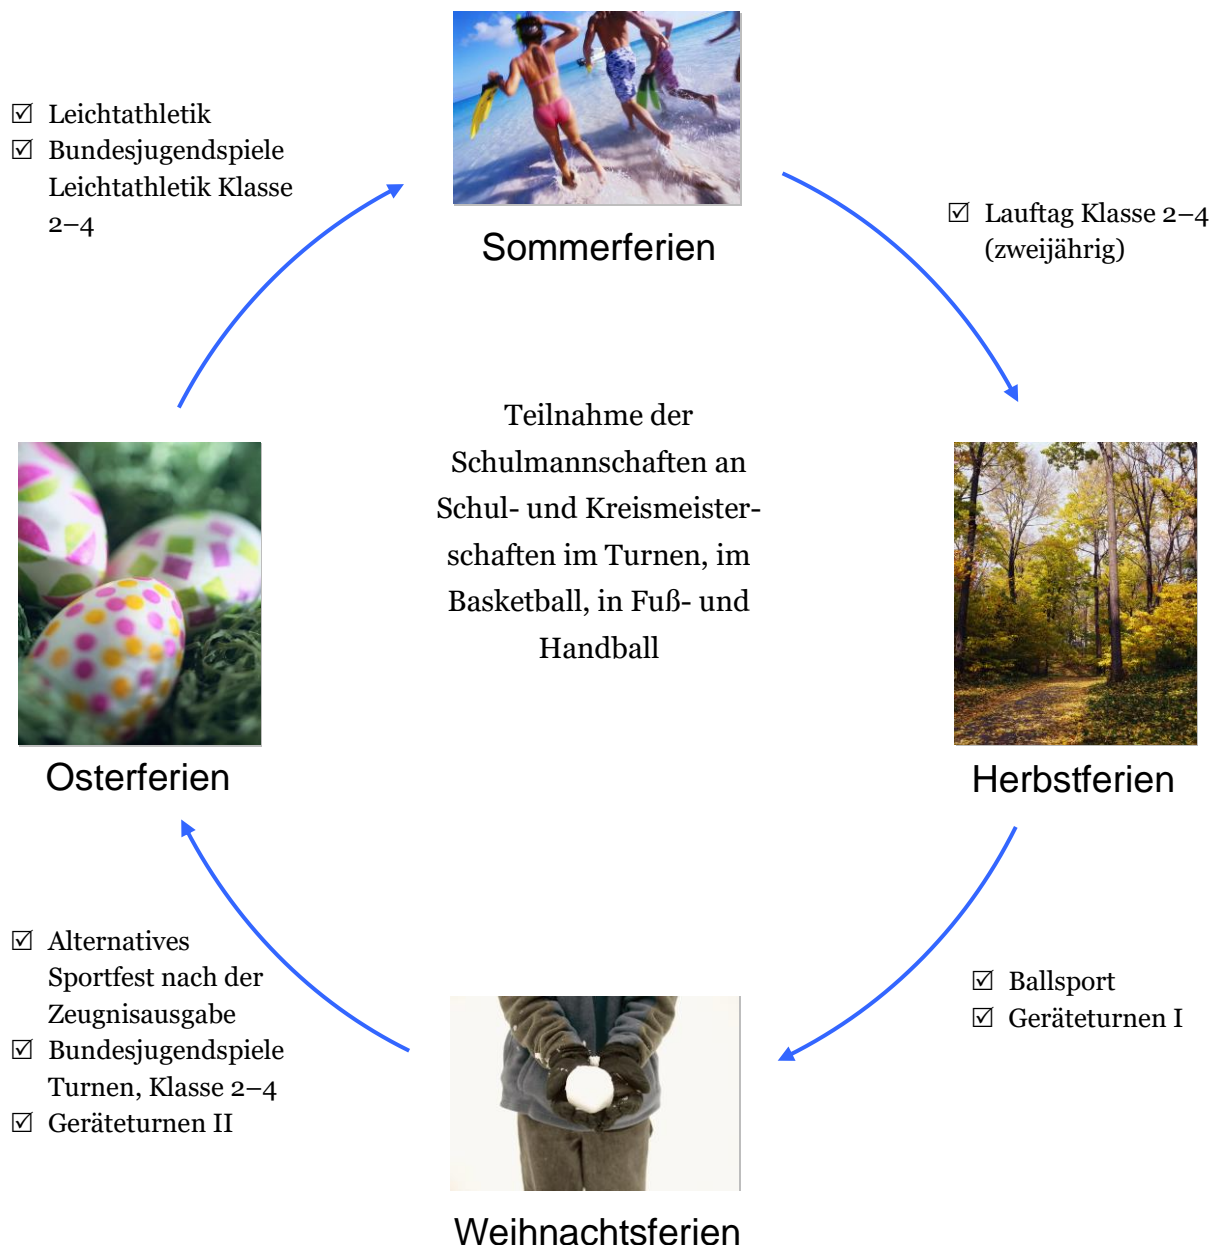 ☑ Leichtathletik
☑ Bundesjugendspiele
Leichtathletik Klasse
2–4
Sommerferien
☑ Lauftag Klasse 2–4
(zweijährig)
Teilnahme der
Schulmannschaften an
Schul- und Kreismeister-
schaften im Turnen, im
Basketball, in Fuß- und
Handball
Osterferien
Herbstferien
☑ Alternatives
Sportfest nach der
Zeugnisausgabe
☑ Bundesjugendspiele
Turnen, Klasse 2–4
☑ Geräteturnen II
☑ Ballsport
☑ Geräteturnen I
Weihnachtsferien